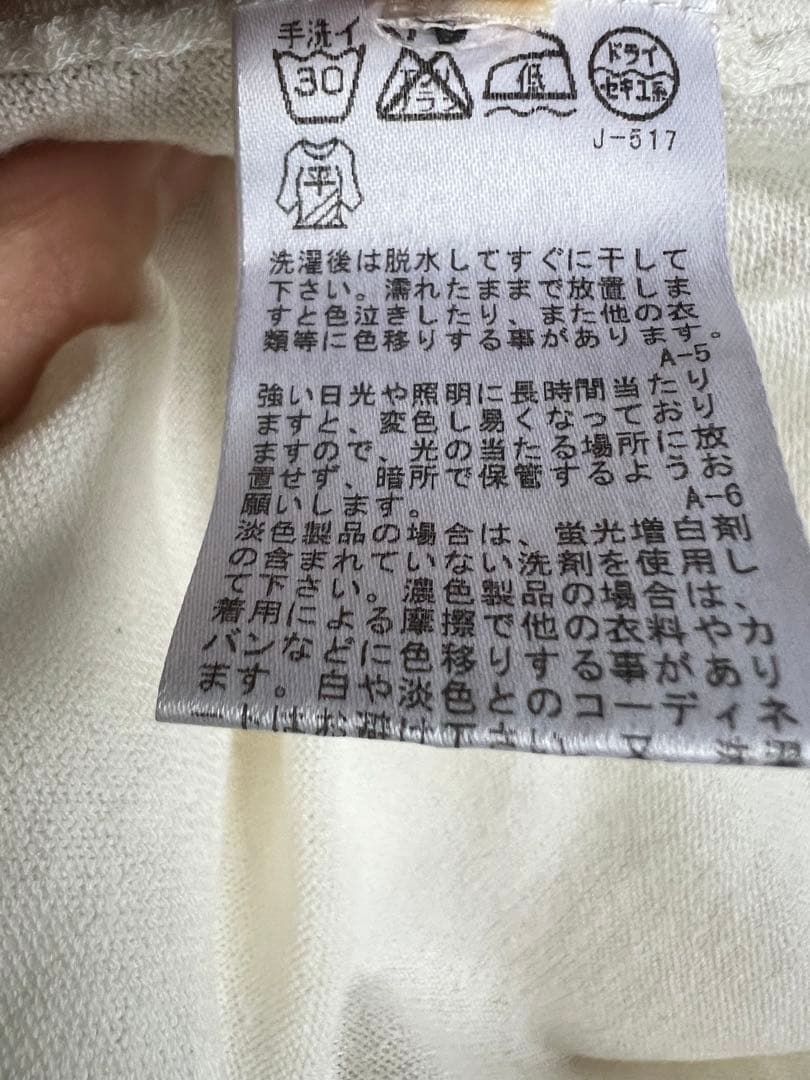 手洗イ
30
低
ドライ
セキユ系
J-517
平
洗濯後は脱水してすぐに干して
下さい。濡れたままで放置しま
すと色泣きしたり、また他の衣
類等に色移りする事があります。
A-5
強い日光や照明に長時間当たり
ますと、変色し易くなっており
ますので、光の当たる場所に放
置せず、暗所で保管するようお
願いします。
A-6
淡色製品の場合は、蛍光増白剤
の含まれていない洗剤を使用し
て下さい。濃色製品の場合は、
着用による摩擦で他の衣料やカ
バンなどに色移りする事があり
ます。白や淡色とのコーディネ